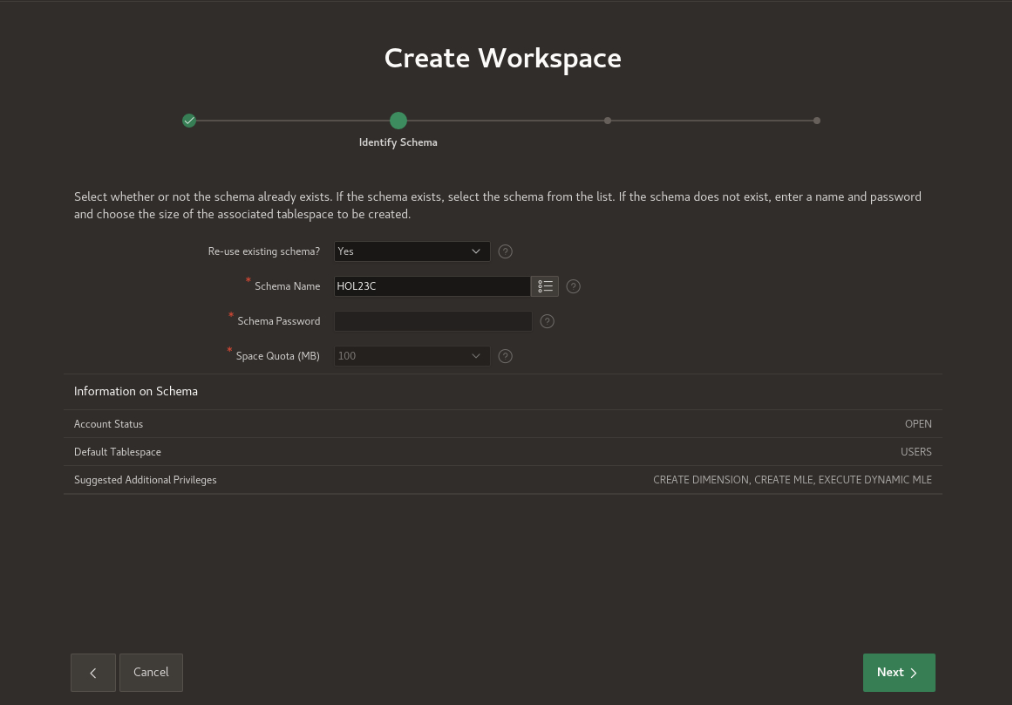 Create Workspace
Identify Schema
Select whether or not the schema already exists. If the schema exists, select the schema from the list. If the schema does not exist, enter a name and password
and choose the size of the associated tablespace to be created.
Re-use existing schema? Yes
* Schema Name HOL23C
* Schema Password
* Space Quota (MB) 100
Information on Schema
Account Status OPEN
Default Tablespace USERS
Suggested Additional Privileges CREATE DIMENSION, CREATE MLE, EXECUTE DYNAMIC MLE
Cancel Next